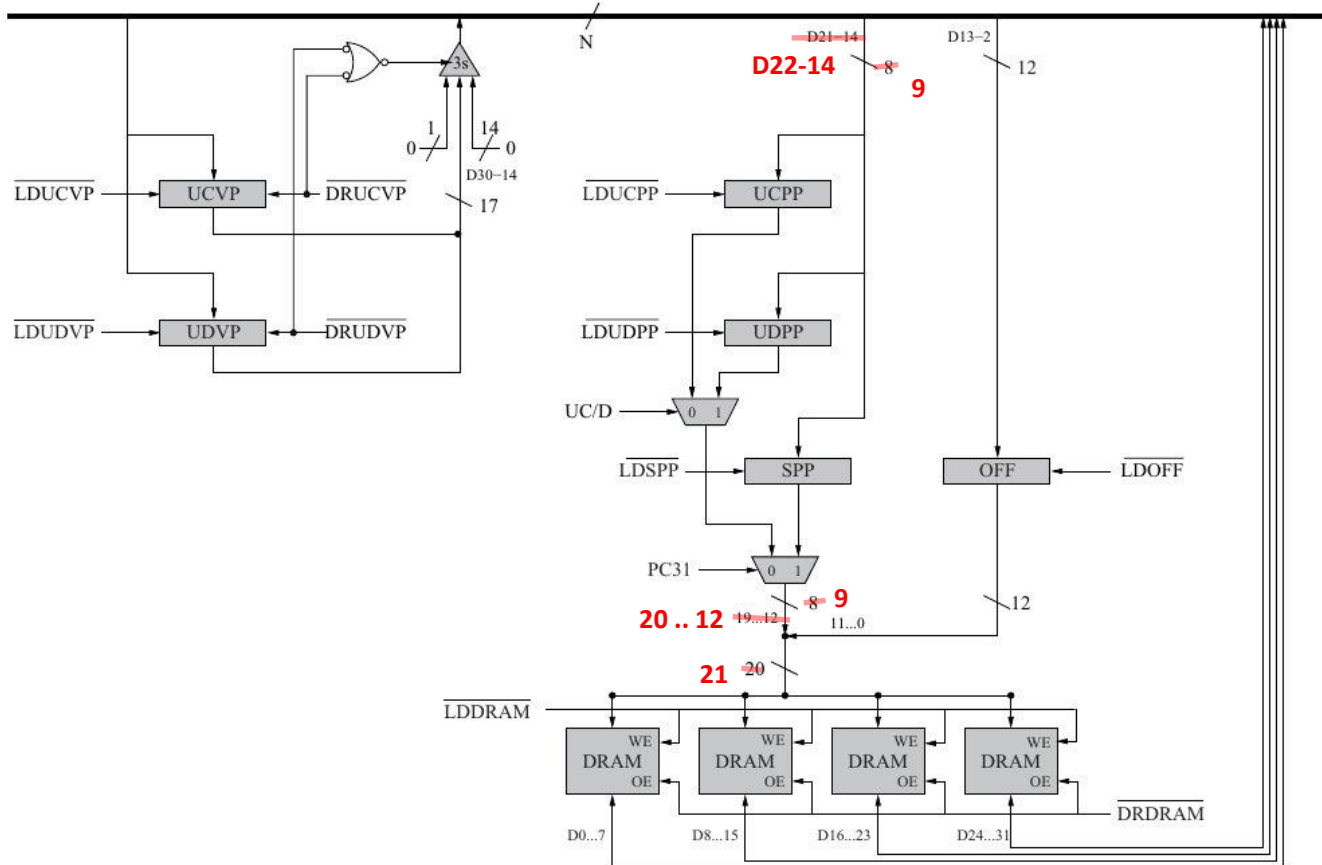 N
D21−14
D13−2
D22-14
8
12
9
3s
1
14
0
0
D30−14
17
LDUCVP
UCVP
DRUCVP
LDUCPP
UCPP
LDUDVP
UDVP
DRUDVP
LDUDPP
UDPP
UC/D
0 1
LDSPP
SPP
OFF
LDOFF
PC31
0 1
8
9
12
20 .. 12
19...12
11...0
21
20
LDDRAM
WE
DRAM
OE
WE
DRAM
OE
WE
DRAM
OE
WE
DRAM
OE
DRDRAM
D0...7
D8...15
D16...23
D24...31